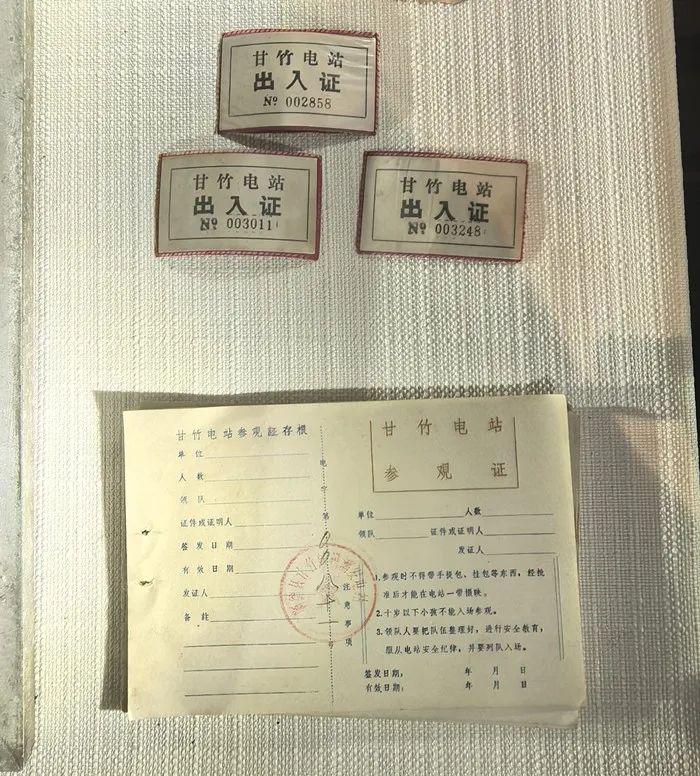 甘竹电站
出入证
№ 002858
甘竹电站
出入证
№ 003011
甘竹电站
出入证
№ 003248
甘竹电站参观証存根
单位
人数
领队
证件或证明人
签发日期
有效日期
发证人
备註
电字第
号
甘竹电站
参观证
单位 人数
领队 证件或证明人
发证人
注意事项
1.参观时不得带手提包、挂包等东西,经批
准后才能在电站一带摄映。
2.十岁以下小孩不能入场参观。
3.领队人要把队伍整理好,进行安全教育,
服从电站安全纪律,并要列队入场。
签发日期: 年 月 日
有效日期: 年 月 日